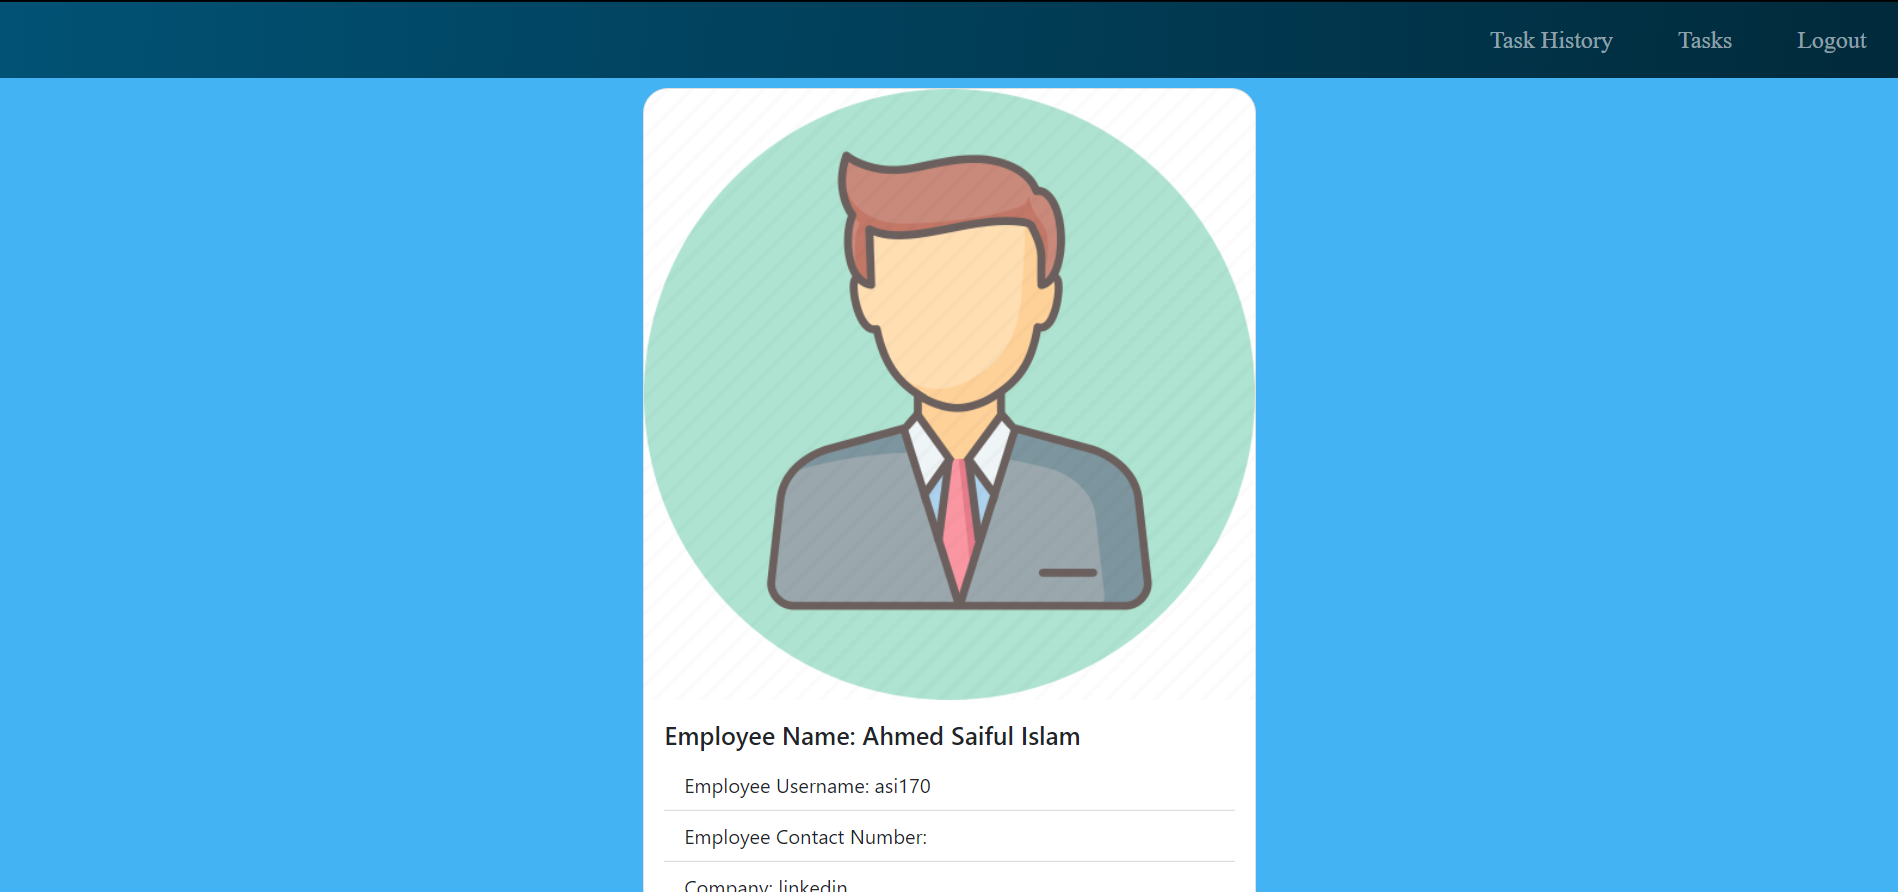 Task History
Tasks
Logout
Employee Name: Ahmed Saiful Islam
Employee Username: asi170
Employee Contact Number:
Company: linkedin